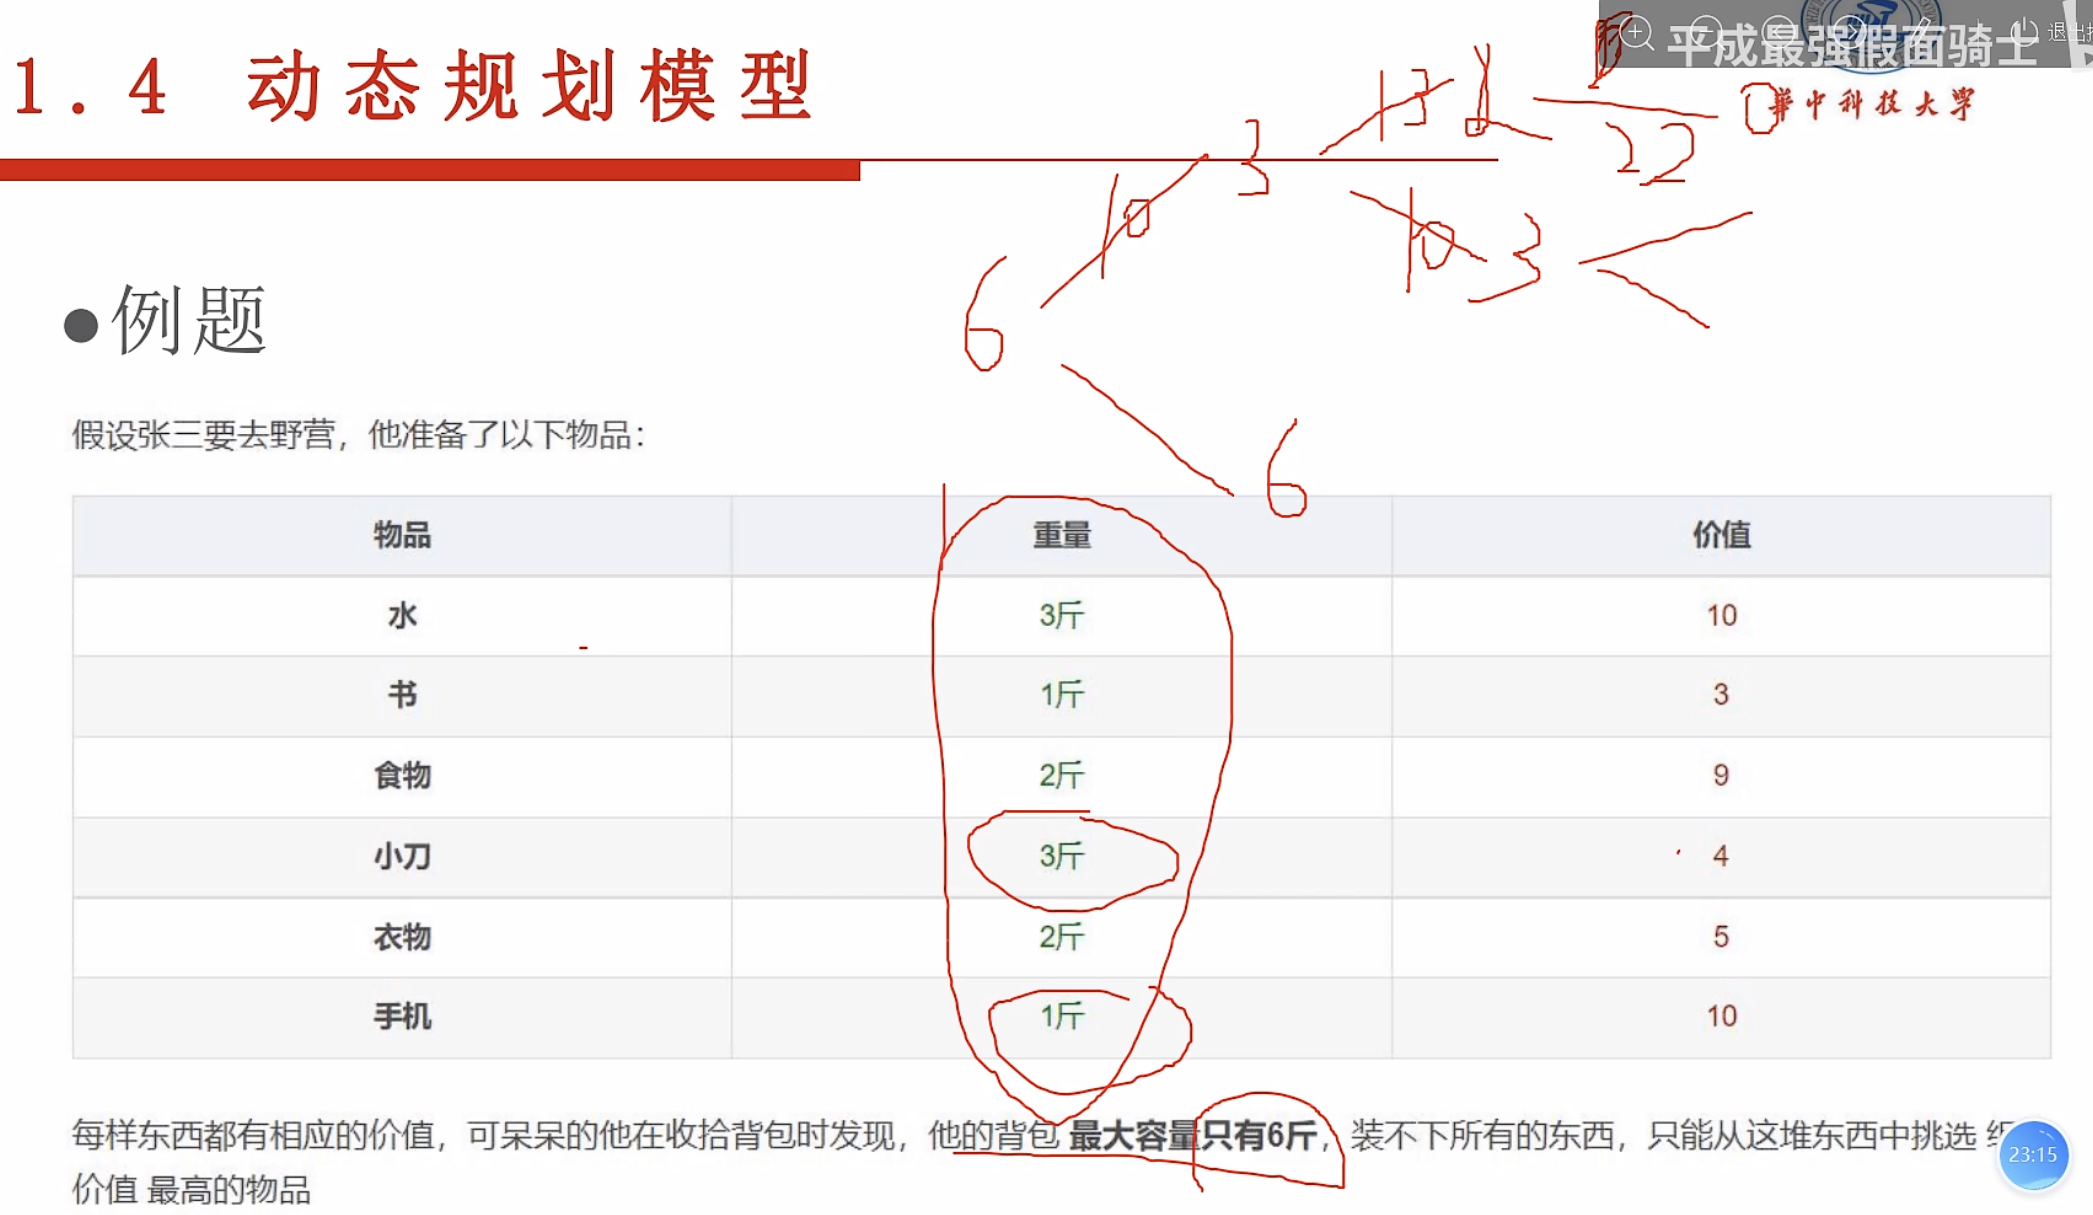 1.4 动态规划模型
平成最强假面骑士
退出
華中科技大学
10
3
13
2
22
0
10
3
6
6
●例题
假设张三要去野营，他准备了以下物品：
物品 重量 价值
水 3斤 10
书 1斤 3
食物 2斤 9
小刀 3斤 4
衣物 2斤 5
手机 1斤 10
每样东西都有相应的价值，可呆呆的他在收拾背包时发现，他的背包 最大容量只有6斤，装不下所有的东西，只能从这堆东西中挑选
价值 最高的物品
23:15